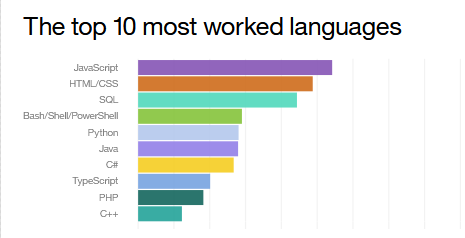 The top 10 most worked languages
JavaScript
HTML/CSS
SQL
Bash/Shell/PowerShell
Python
Java
C#
TypeScript
PHP
C++